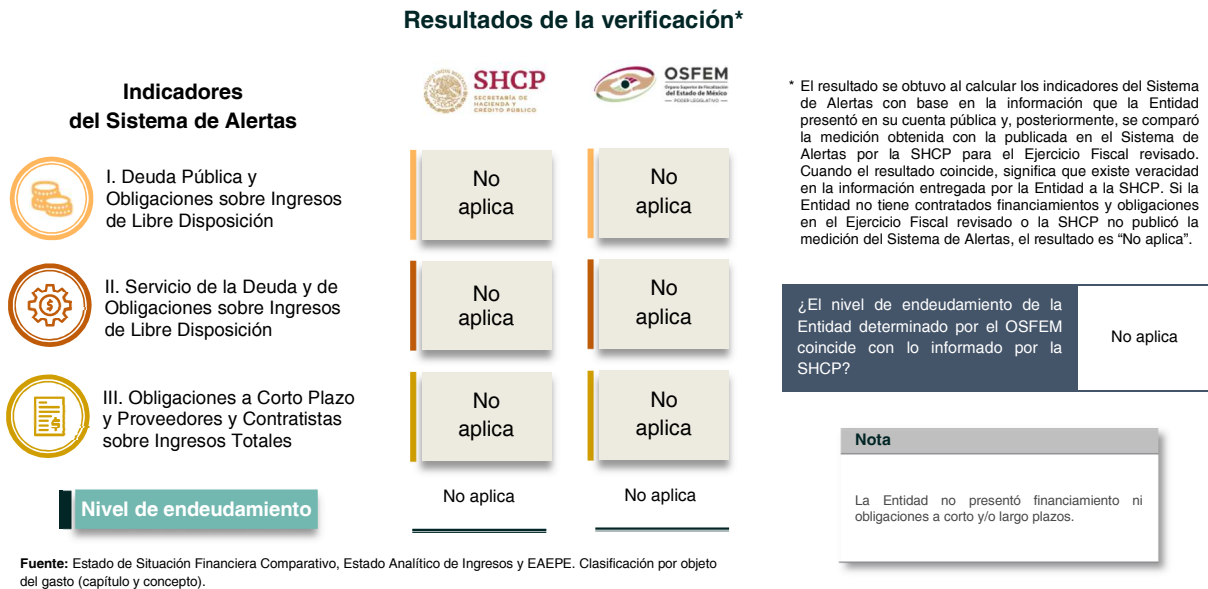 Resultados de la verificación*
Indicadores
del Sistema de Alertas
SHCP
SECRETARÍA DE
HACIENDA Y
CRÉDITO PÚBLICO
OSFEM
Órgano Superior de Fiscalización
del Estado de México
PODER LEGISLATIVO
I. Deuda Pública y
Obligaciones sobre Ingresos
de Libre Disposición
No
aplica
No
aplica
II. Servicio de la Deuda y de
Obligaciones sobre Ingresos
de Libre Disposición
No
aplica
No
aplica
III. Obligaciones a Corto Plazo
y Proveedores y Contratistas
sobre Ingresos Totales
No
aplica
No
aplica
Nivel de endeudamiento
No aplica
No aplica
* El resultado se obtuvo al calcular los indicadores del Sistema
de Alertas con base en la información que la Entidad
presentó en su cuenta pública y, posteriormente, se comparó
la medición obtenida con la publicada en el Sistema de
Alertas por la SHCP para el Ejercicio Fiscal revisado.
Cuando el resultado coincide, significa que existe veracidad
en la información entregada por la Entidad a la SHCP. Si la
Entidad no tiene contratados financiamientos y obligaciones
en el Ejercicio Fiscal revisado o la SHCP no publicó la
medición del Sistema de Alertas, el resultado es “No aplica”.
¿El nivel de endeudamiento de la
Entidad determinado por el OSFEM
coincide con lo informado por la
SHCP?
No aplica
Nota
La Entidad no presentó financiamiento ni
obligaciones a corto y/o largo plazos.
Fuente: Estado de Situación Financiera Comparativo, Estado Analítico de Ingresos y EAEPE. Clasificación por objeto
del gasto (capítulo y concepto).